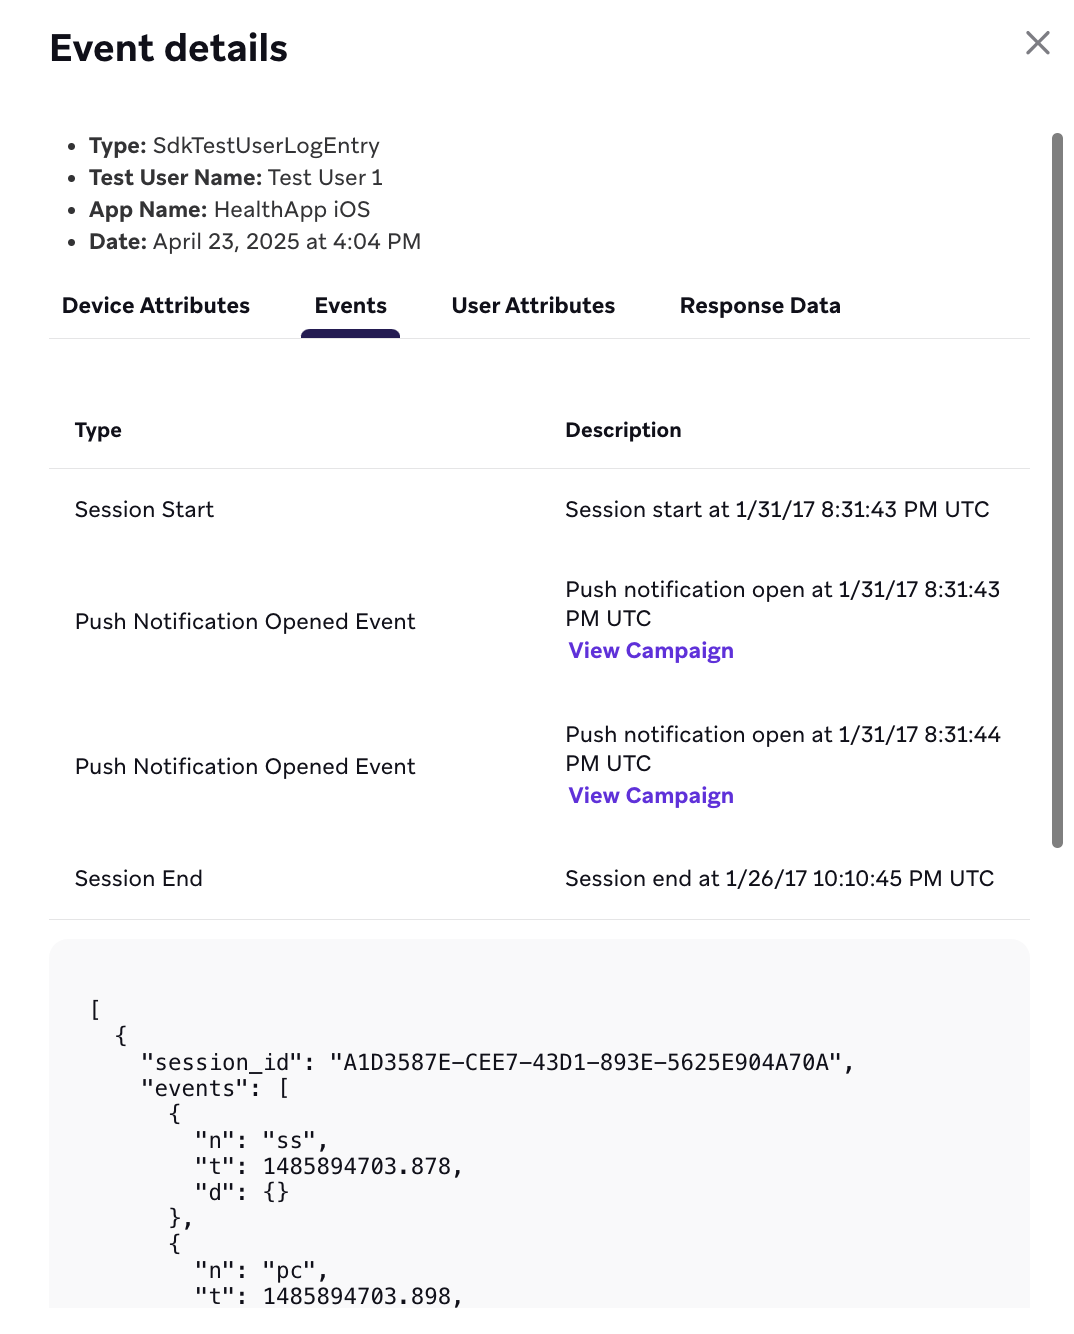 Event details
Type: SdkTestUserLogEntry
Test User Name: Test User 1
App Name: HealthApp iOS
Date: April 23, 2025 at 4:04 PM
Device Attributes Events User Attributes Response Data
Type Description
Session Start Session start at 1/31/17 8:31:43 PM UTC
Push Notification Opened Event Push notification open at 1/31/17 8:31:43
PM UTC
View Campaign
Push Notification Opened Event Push notification open at 1/31/17 8:31:44
PM UTC
View Campaign
Session End Session end at 1/26/17 10:10:45 PM UTC
[
{
"session_id": "A1D3587E-CEE7-43D1-893E-5625E904A70A",
"events": [
{
"n": "ss",
"t": 1485894703.878,
"d": {}
},
{
"n": "pc",
"t": 1485894703.898,